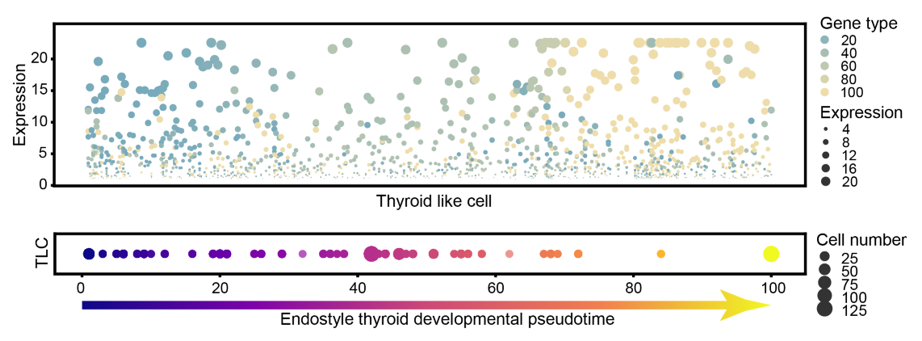 Expression
20
15
10
5
0
Thyroid like cell
Gene type
20
40
60
80
100
Expression
4
8
12
16
20
TLC
0 20 40 60 80 100
Endostyle thyroid developmental pseudotime
Cell number
25
50
75
100
125